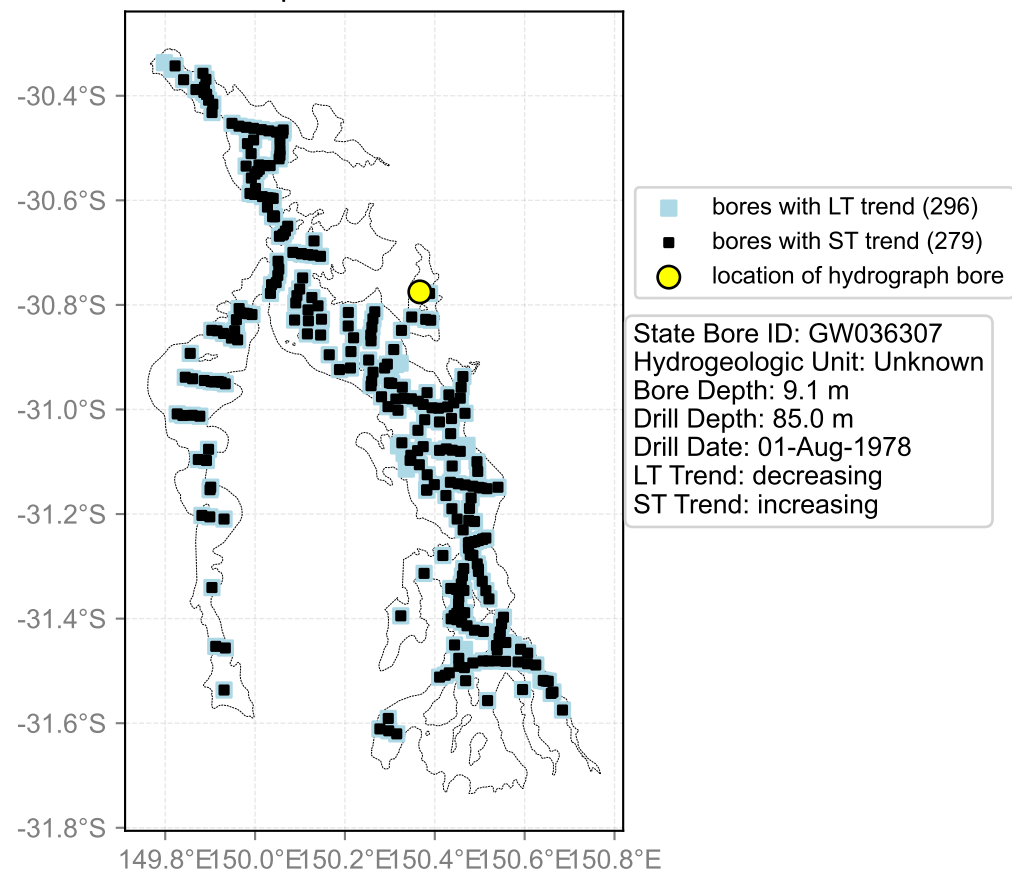 -30.4°S
-30.6°S
-30.8°S
-31.0°S
-31.2°S
-31.4°S
-31.6°S
-31.8°S
149.8°E150.0°E150.2°E150.4°E150.6°E150.8°E
bores with LT trend (296)
bores with ST trend (279)
location of hydrograph bore
State Bore ID: GW036307
Hydrogeologic Unit: Unknown
Bore Depth: 9.1 m
Drill Depth: 85.0 m
Drill Date: 01-Aug-1978
LT Trend: decreasing
ST Trend: increasing